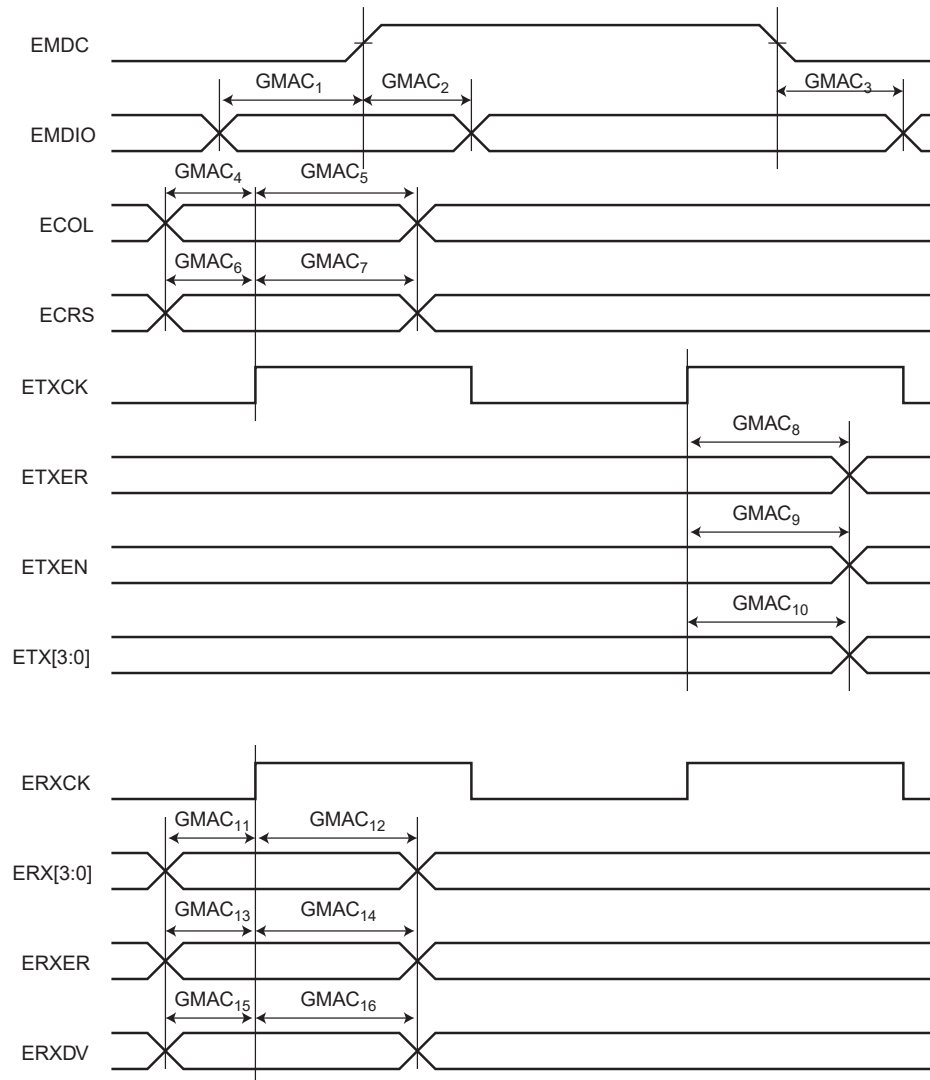 EMDC
GMAC1 GMAC2 GMAC3
EMDIO
GMAC4 GMAC5
ECOL
GMAC6 GMAC7
ECRS
ETXCK
GMAC8
ETXER
GMAC9
ETXEN
GMAC10
ETX[3:0]
ERXCK
GMAC11 GMAC12
ERX[3:0]
GMAC13 GMAC14
ERXER
GMAC15 GMAC16
ERXDV